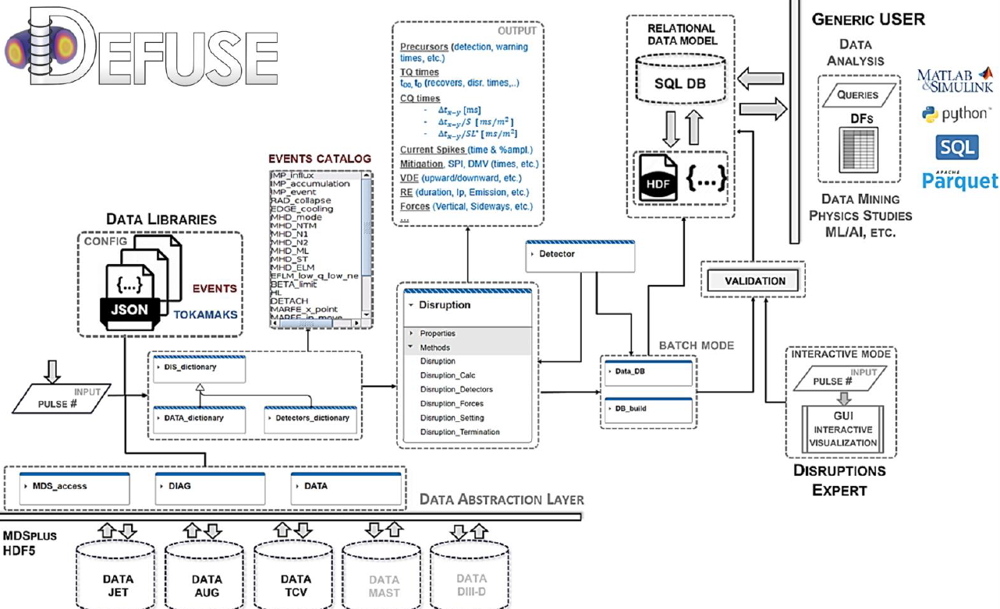 DEFUSE
OUTPUT
Precursors (detection, warning
times, etc.)
TQ times
t₀₀, t₀ (recovers, disr. times,..)
CQ times
- Δtₓ₋ᵧ [ms]
- Δtₓ₋ᵧ/S [ms/m²]
- Δtₓ₋ᵧ/SL* [ms/m²]
Current Spikes (time & %ampl.)
Mitigation, SPI, DMV (times, etc.)
VDE (upward/downward, etc.)
RE (duration, Ip, Emission, etc.)
Forces (Vertical, Sideways, etc.)
...
RELATIONAL
DATA MODEL
SQL DB
HDF
{...}
GENERIC USER
DATA
ANALYSIS
QUERIES
DFS
DATA MINING
PHYSICS STUDIES
ML/AI, ETC.
MATLAB
&SIMULINK
python™
SQL
APACHE
Parquet
EVENTS CATALOG
IMP_influx
IMP_accumulation
IMP_event
RAD_collapse
EDGE_cooling
MHD_mode
MHD_NTM
MHD_N1
MHD_N2
MHD_ML
MHD_ST
MHD_ELM
EFLM_low_q_low_ne
BETA_limit
HL
DETACH
MARFE_x_point
MARFE_in_move
DATA LIBRARIES
CONFIG
{...}
JSON
EVENTS
TOKAMAKS
INPUT
PULSE #
DIS_dictionary
DATA_dictionary
Detectors_dictionary
Disruption
Properties
Methods
Disruption
Disruption_Calc
Disruption_Detectors
Disruption_Forces
Disruption_Setting
Disruption_Termination
Detector
BATCH MODE
Data_DB
DB_build
VALIDATION
INTERACTIVE MODE
INPUT
PULSE #
GUI
INTERACTIVE
VISUALIZATION
DISRUPTIONS
EXPERT
MDS_access
DIAG
DATA
DATA ABSTRACTION LAYER
MDSPLUS
HDF5
DATA
JET
DATA
AUG
DATA
TCV
DATA
MAST
DATA
DIII-D